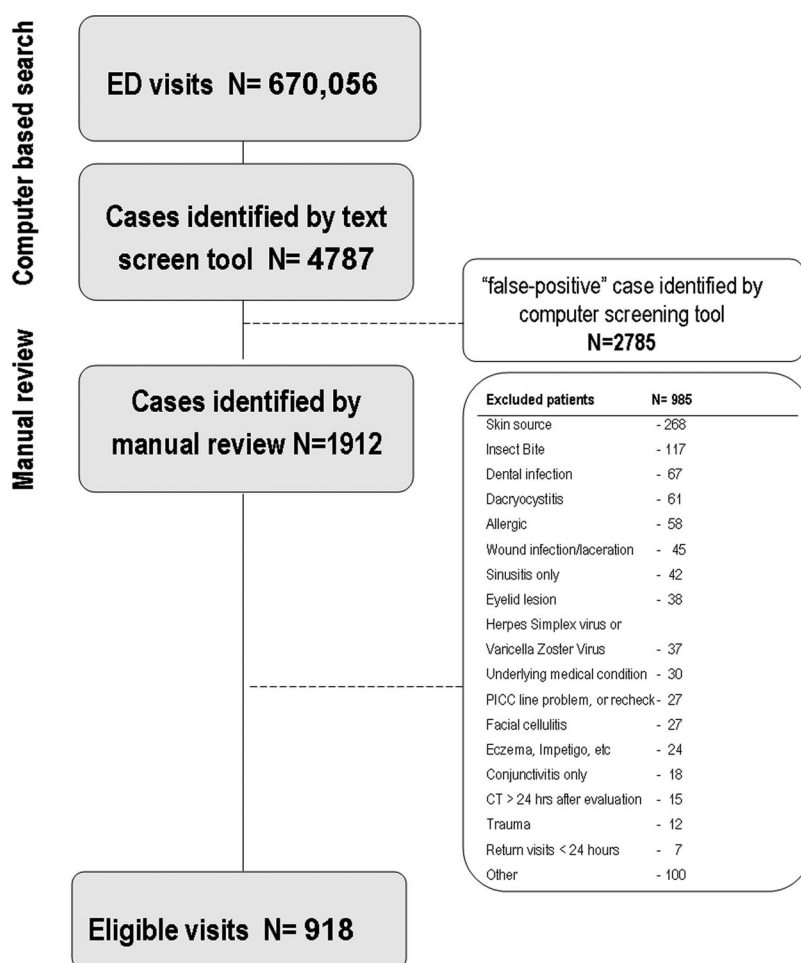 Computer based search
ED visits N= 670,056
Cases identified by text
screen tool N= 4787
"false-positive" case identified by
computer screening tool
N=2785
Manual review
Cases identified by
manual review N=1912
Excluded patients N= 985
Skin source - 268
Insect Bite - 117
Dental infection - 67
Dacryocystitis - 61
Allergic - 58
Wound infection/laceration - 45
Sinusitis only - 42
Eyelid lesion - 38
Herpes Simplex virus or
Varicella Zoster Virus - 37
Underlying medical condition - 30
PICC line problem, or recheck - 27
Facial cellulitis - 27
Eczema, Impetigo, etc - 24
Conjunctivitis only - 18
CT > 24 hrs after evaluation - 15
Trauma - 12
Return visits < 24 hours - 7
Other - 100
Eligible visits N= 918